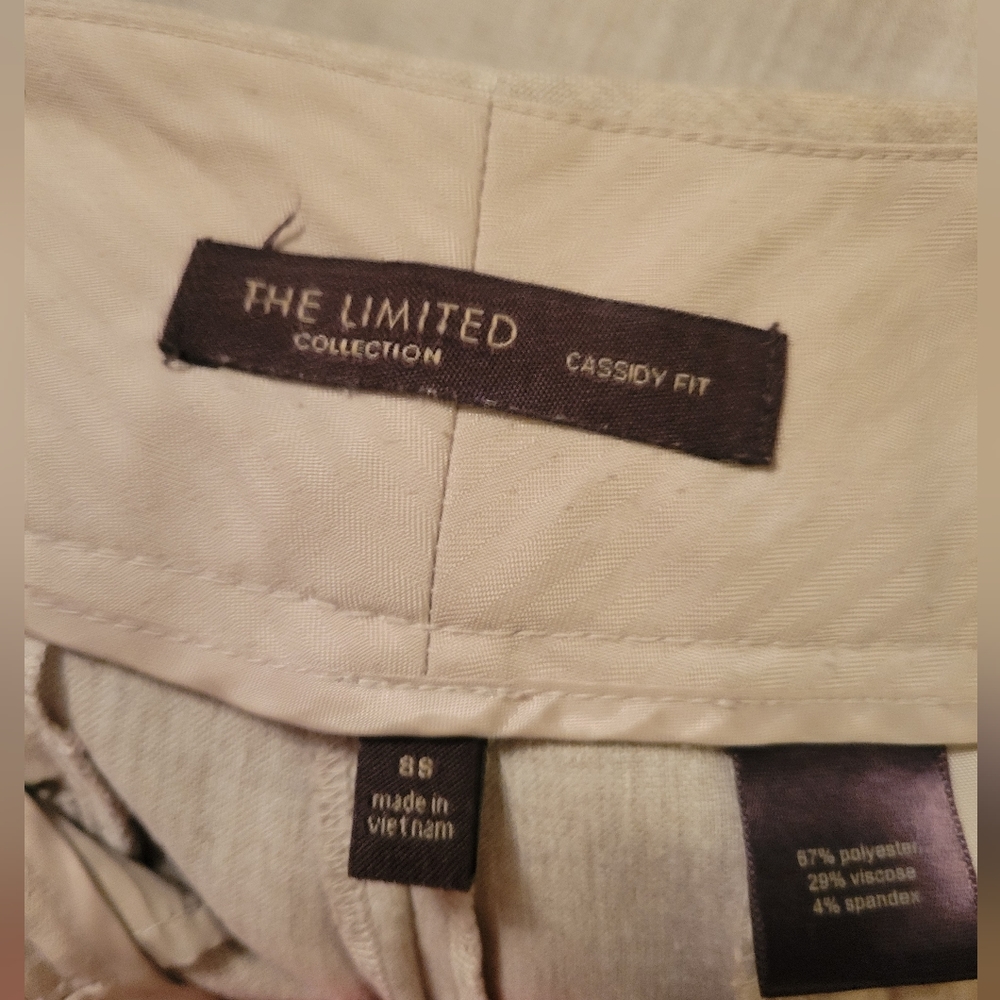 THE LIMITED
COLLECTION
CASSIDY FIT
8S
made in
vietnam
67% polyester
29% viscose
4% spandex